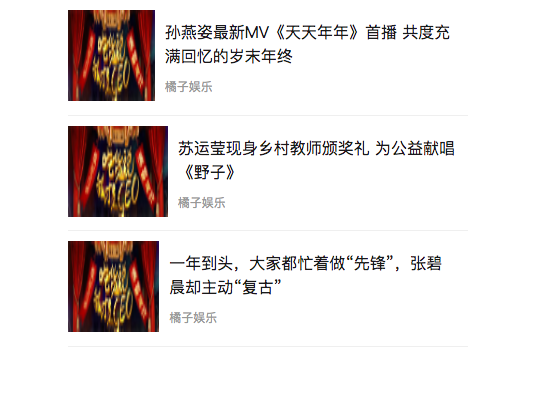 孙燕姿最新MV《天天年年》首播 共度充
满回忆的岁末年终
橘子娱乐
苏运莹现身乡村教师颁奖礼 为公益献唱
《野子》
橘子娱乐
一年到头，大家都忙着做“先锋”，张碧
晨却主动“复古”
橘子娱乐